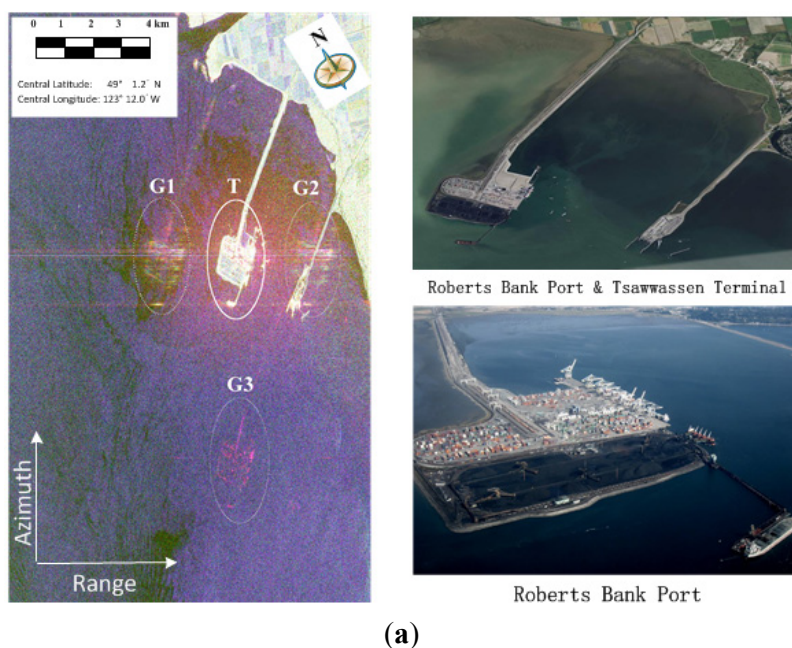 0 1 2 3 4 km
Central Latitude: 49° 1.2′ N
Central Longitude: 123° 12.0′ W
N
G1
T
G2
G3
Azimuth
Range
Roberts Bank Port & Tsawwassen Terminal
Roberts Bank Port
(a)